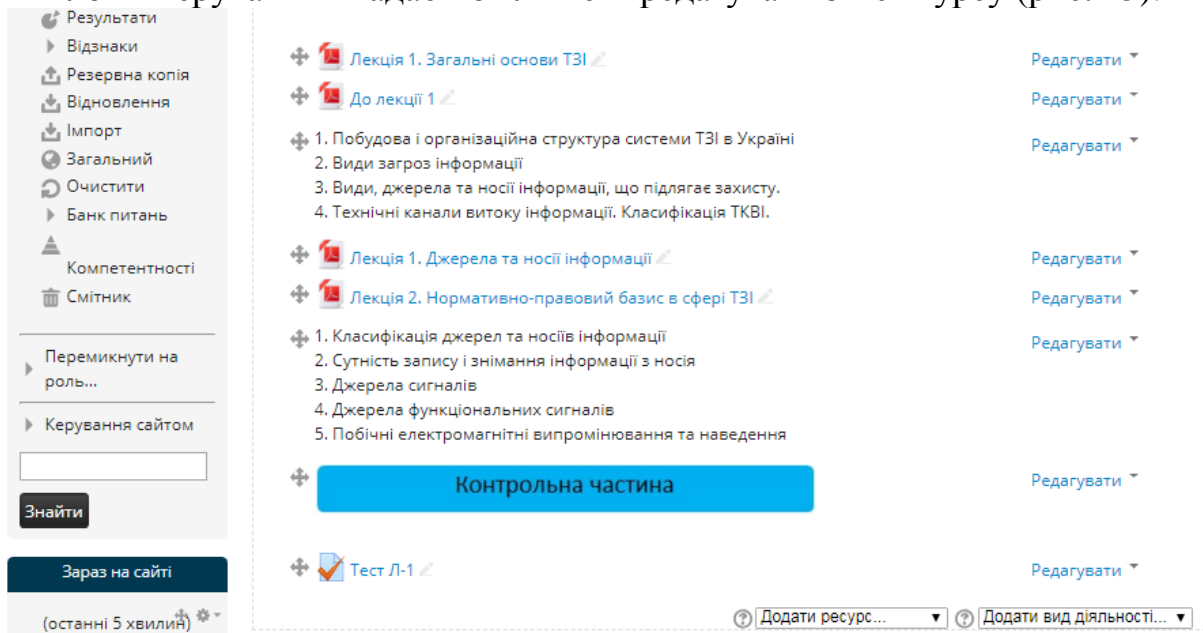 Результати
Відзнаки
Резервна копія
Відновлення
Імпорт
Загальний
Очистити
Банк питань
Компетентності
Смітник
Перемикнути на
роль...
Керування сайтом
Знайти
Зараз на сайті
(останні 5 хвилин)
Лекція 1. Загальні основи ТЗІ Редагувати
До лекції 1 Редагувати
1. Побудова і організаційна структура системи ТЗІ в Україні Редагувати
2. Види загроз інформації
3. Види, джерела та носії інформації, що підлягає захисту.
4. Технічні канали витоку інформації. Класифікація ТКВІ.
Лекція 1. Джерела та носії інформації Редагувати
Лекція 2. Нормативно-правовий базис в сфері ТЗІ Редагувати
1. Класифікація джерел та носіїв інформації Редагувати
2. Сутність запису і знімання інформації з носія
3. Джерела сигналів
4. Джерела функціональних сигналів
5. Побічні електромагнітні випромінювання та наведення
Контрольна частина Редагувати
Тест Л-1 Редагувати
Додати ресурс... Додати вид діяльності...